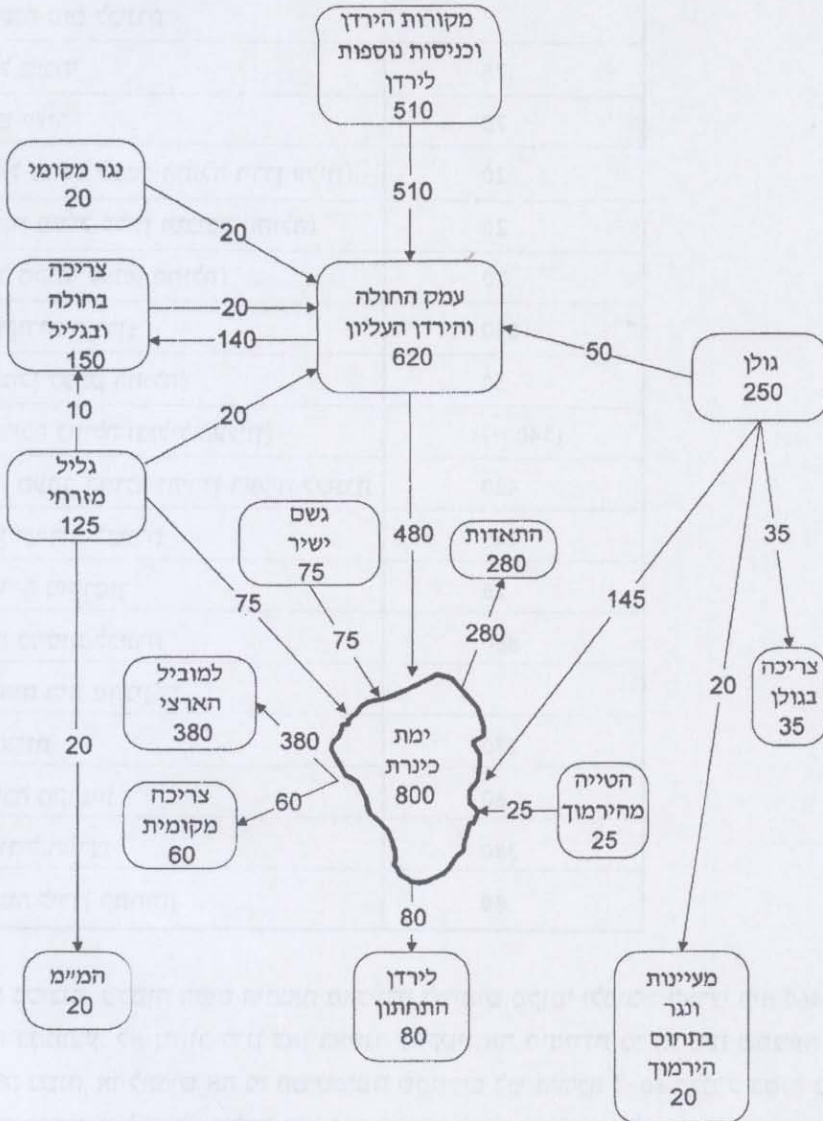 מקורות הירדן
וכניסות נוספות
לירדן
510
510
נגר מקומי
20
20
צריכה
בחולה
ובגליל
150
20
140
עמק החולה
והירדן העליון
620
50
גולן
250
10
20
גליל
מזרחי
125
גשם
ישיר
75
480
התאדות
280
35
75
75
280
145
למוביל
הארצי
380
380
ימת
כינרת
800
20
צריכה
בגולן
35
צריכה
מקומית
60
60
25
הטייה
מהירמוך
25
20
80
המי״מ
20
לירדן
התחתון
80
מעיינות
ונגר
בתחום
הירמוך
20